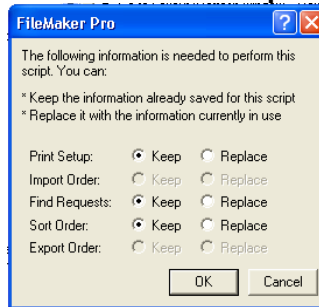 FileMaker Pro
The following information is needed to perform this
script. You can:
* Keep the information already saved for this script
* Replace it with the information currently in use
Print Setup: Keep Replace
Import Order: Keep Replace
Find Requests: Keep Replace
Sort Order: Keep Replace
Export Order: Keep Replace
OK Cancel